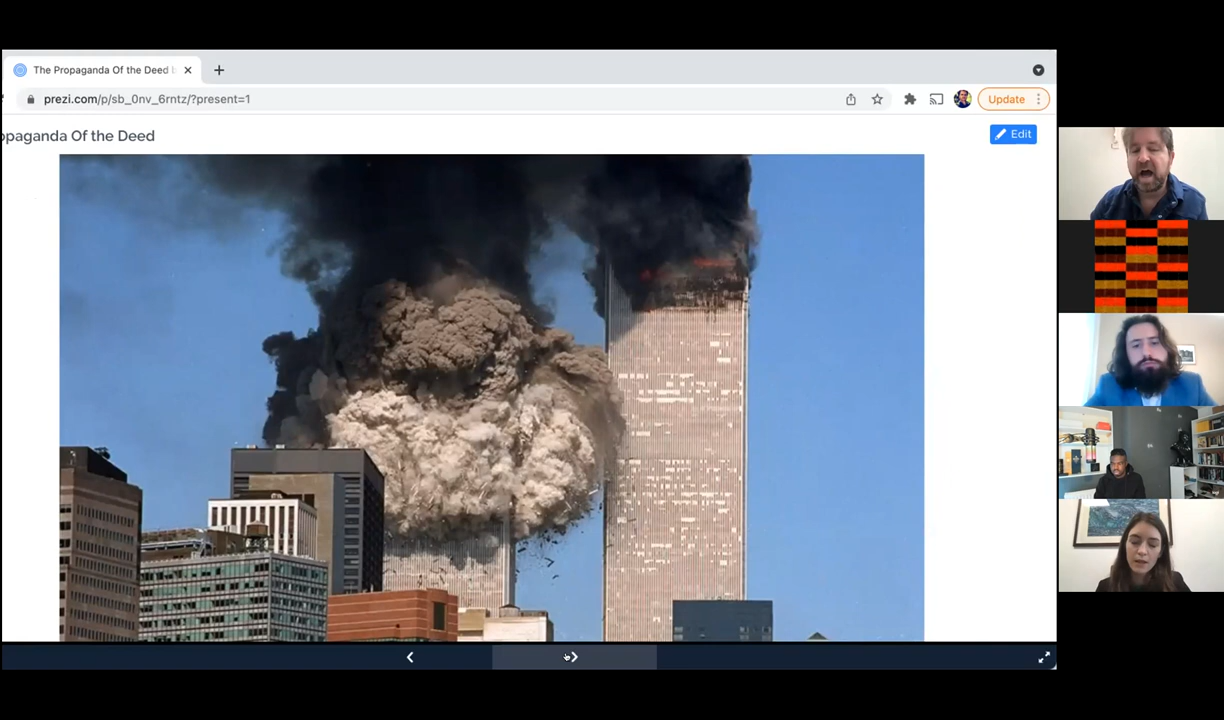 The Propaganda Of the Deed
prezi.com/p/sb_0nv_6rntz/?present=1
Update
opaganda Of the Deed
Edit